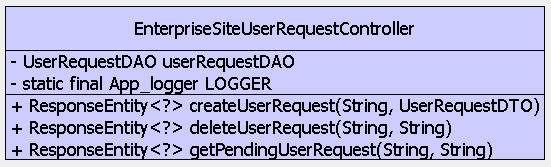 EnterpriseSiteUserRequestController
- UserRequestDAO userRequestDAO
- static final App_logger LOGGER
+ ResponseEntity<?> createUserRequest(String, UserRequestDTO)
+ ResponseEntity<?> deleteUserRequest(String, String)
+ ResponseEntity<?> getPendingUserRequest(String, String)